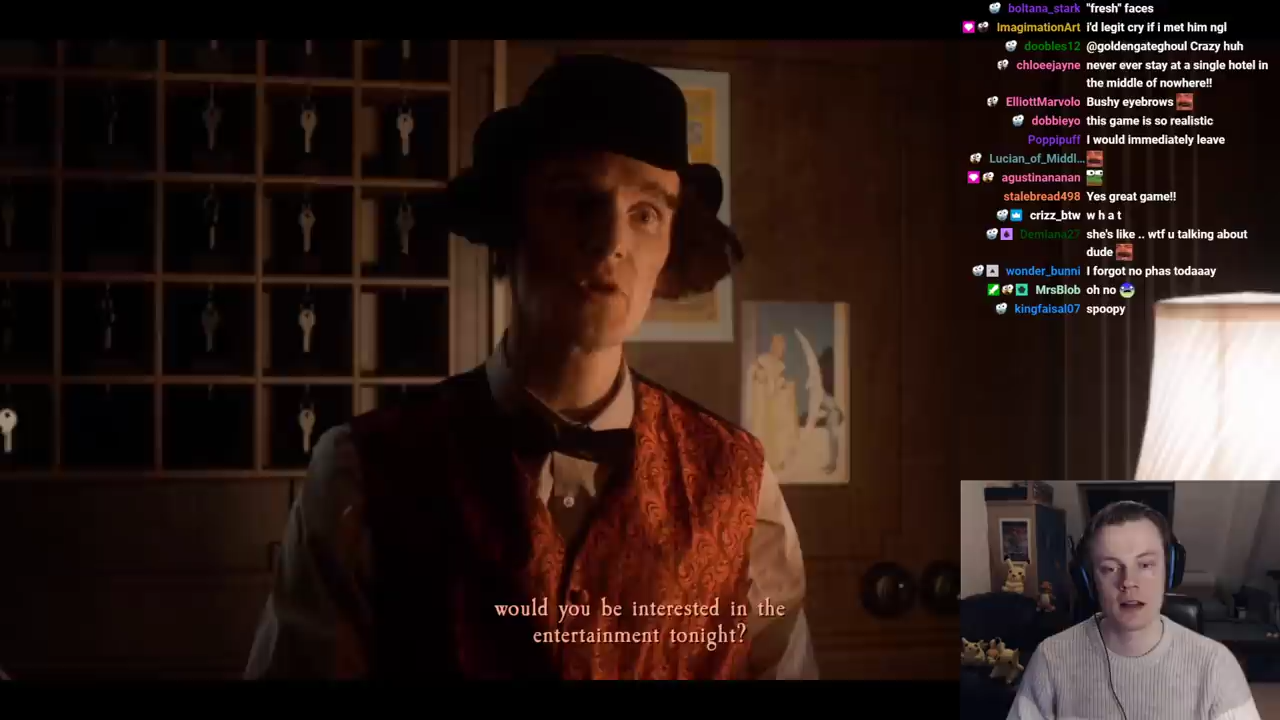 boltana_stark "fresh" faces
ImaginationArt i'd legit cry if i met him ngl
doobles12 @goldengateghoul Crazy huh
chloeejayne never ever stay at a single hotel in
the middle of nowhere!!
ElliottMarvolo Bushy eyebrows
dobbieyo this game is so realistic
Poppipuff I would immediately leave
Lucian_of_Middl...
agustinananan
stalebread498 Yes great game!!
crizz_btw w h a t
Demiana27 she's like .. wtf u talking about
dude
wonder_bunni I forgot no phas todaaay
MrsBlob oh no
kingfaisal07 spoopy
would you be interested in the
entertainment tonight?